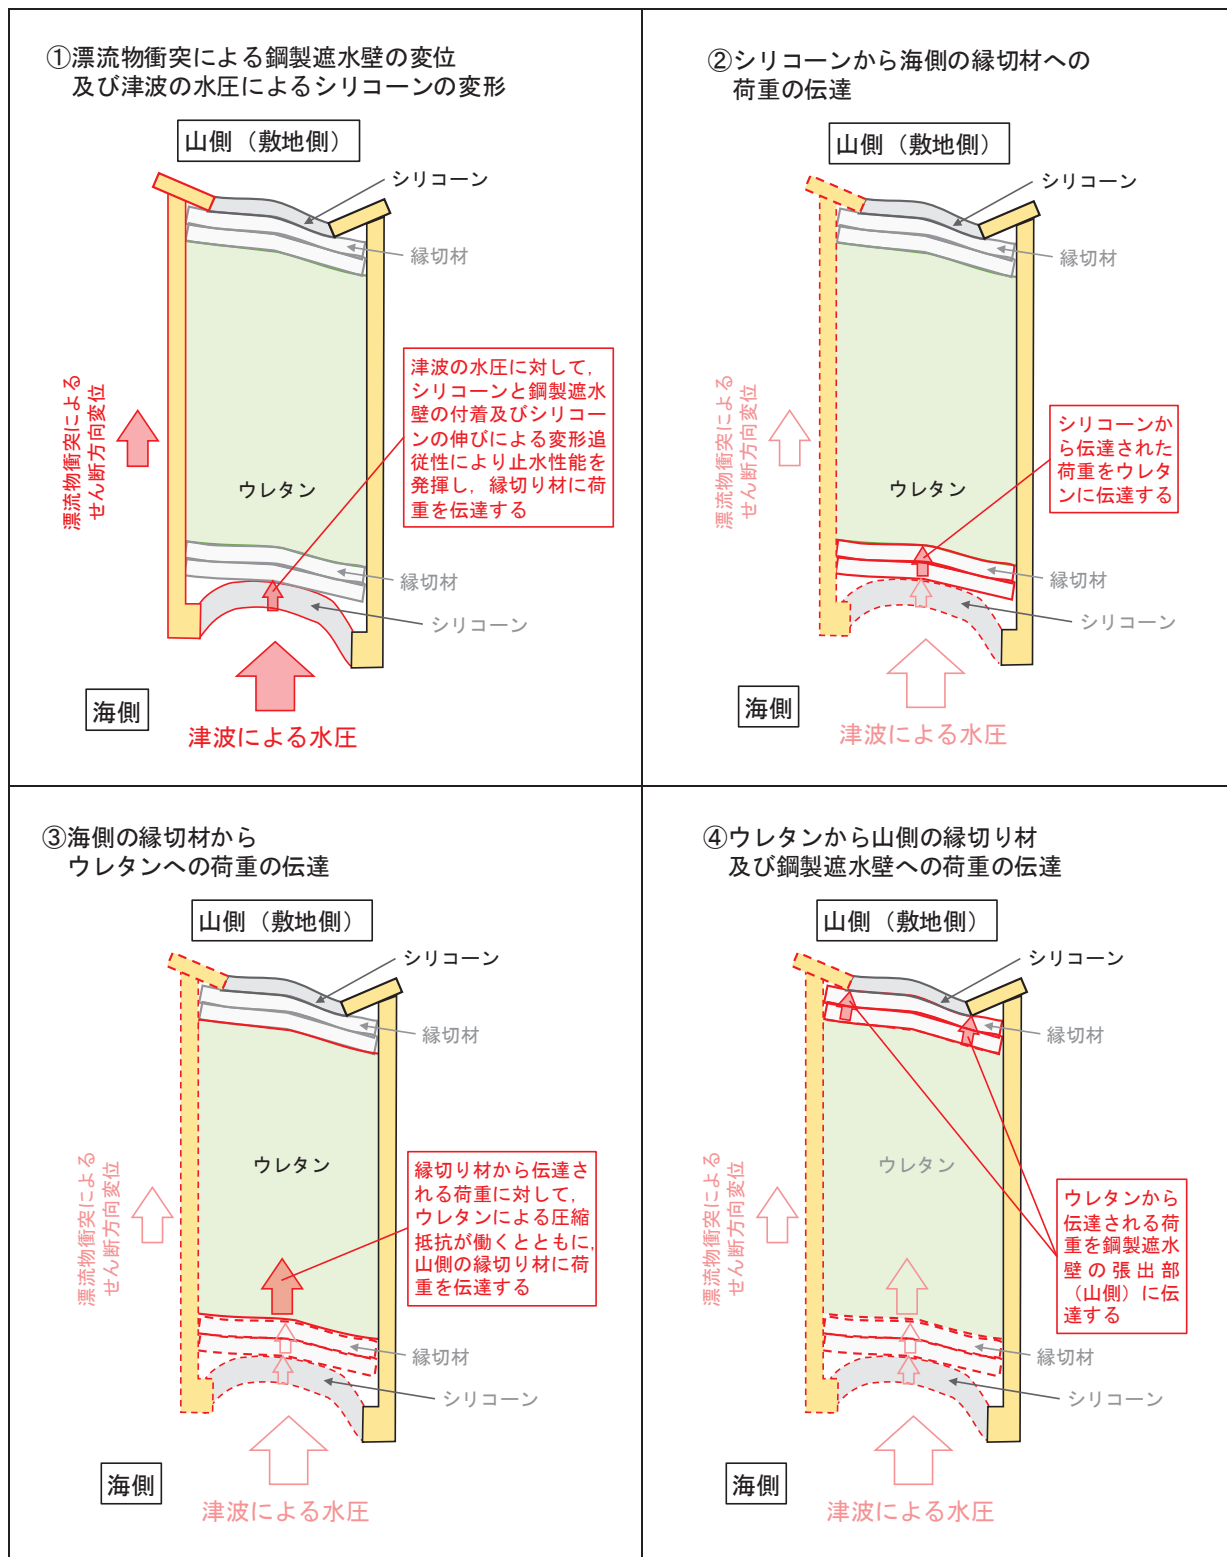 ①漂流物衝突による鋼製遮水壁の変位
及び津波の水圧によるシリコーンの変形
山側（敷地側）
シリコーン
縁切材
津波の水圧に対して，
シリコーンと鋼製遮水
壁の付着及びシリコー
ンの伸びによる変形追
従性により止水性能を
発揮し，縁切り材に荷
重を伝達する
漂流物衝突による
せん断方向変位
ウレタン
縁切材
シリコーン
海側
津波による水圧
②シリコーンから海側の縁切材への
荷重の伝達
山側（敷地側）
シリコーン
縁切材
漂流物衝突による
せん断方向変位
シリコーンか
ら伝達された
荷重をウレタ
ンに伝達する
ウレタン
縁切材
シリコーン
海側
津波による水圧
③海側の縁切材から
ウレタンへの荷重の伝達
山側（敷地側）
シリコーン
縁切材
ウレタン
漂流物衝突による
せん断方向変位
縁切り材から伝達さ
れる荷重に対して，
ウレタンによる圧縮
抵抗が働くとともに，
山側の縁切り材に荷
重を伝達する
縁切材
シリコーン
海側
津波による水圧
④ウレタンから山側の縁切り材
及び鋼製遮水壁への荷重の伝達
山側（敷地側）
シリコーン
縁切材
ウレタン
漂流物衝突による
せん断方向変位
ウレタンから
伝達される荷
重を鋼製遮水
壁の張出部
（山側）に伝
達する
縁切材
シリコーン
海側
津波による水圧